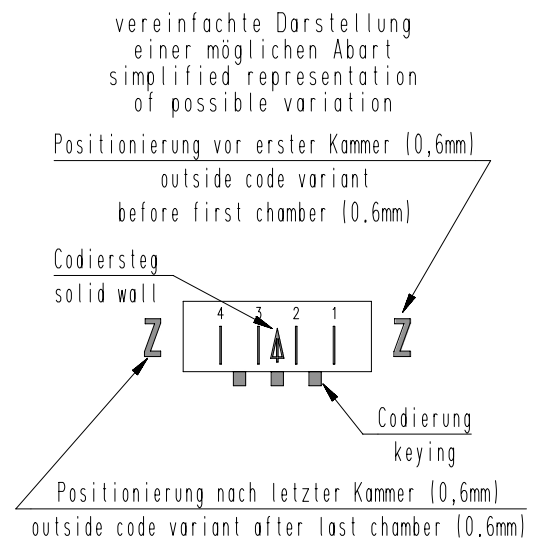 vereinfachte Darstellung
einer möglichen Abart
simplified representation
of possible variation
Positionierung vor erster Kammer (0,6mm)
outside code variant
before first chamber (0.6mm)
Codiersteg
solid wall
4 3 2 1
Z Z
Codierung
keying
Positionierung nach letzter Kammer (0,6mm)
outside code variant after last chamber (0,6mm)